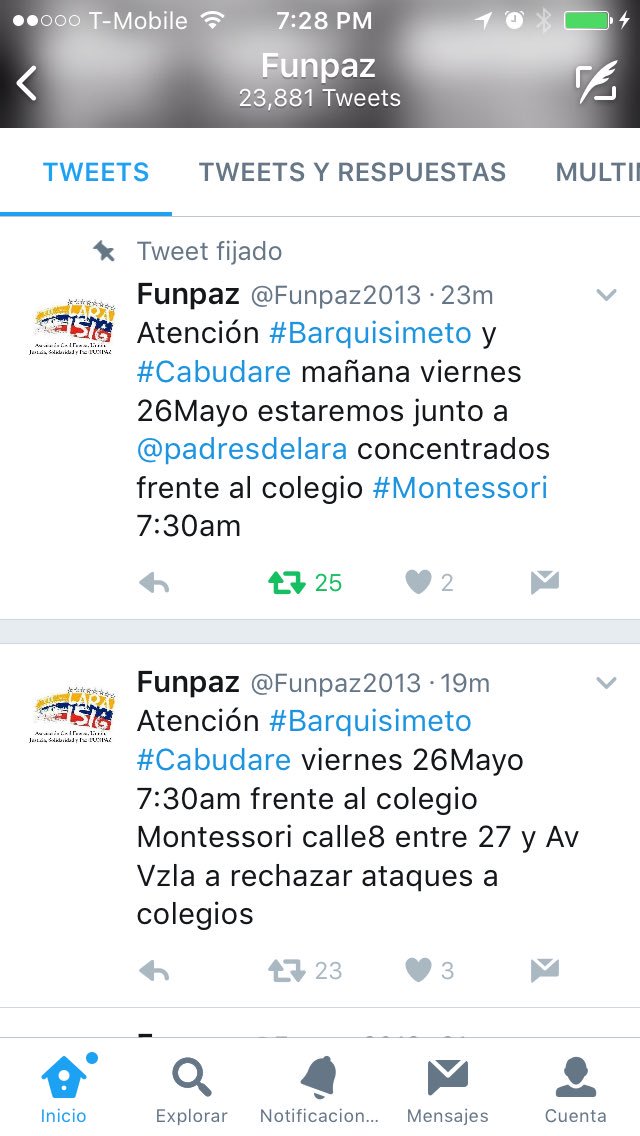 T-Mobile 7:28 PM
Funpaz
23,881 Tweets
TWEETS TWEETS Y RESPUESTAS MULTI
Tweet fijado
Funpaz @Funpaz2013 · 23m
Atención #Barquisimeto y
#Cabudare mañana viernes
26Mayo estaremos junto a
@padresdelara concentrados
frente al colegio #Montessori
7:30am
25 2
Funpaz @Funpaz2013 · 19m
Atención #Barquisimeto
#Cabudare viernes 26Mayo
7:30am frente al colegio
Montessori calle8 entre 27 y Av
Vzla a rechazar ataques a
colegios
23 3
Inicio Explorar Notificacion... Mensajes Cuenta